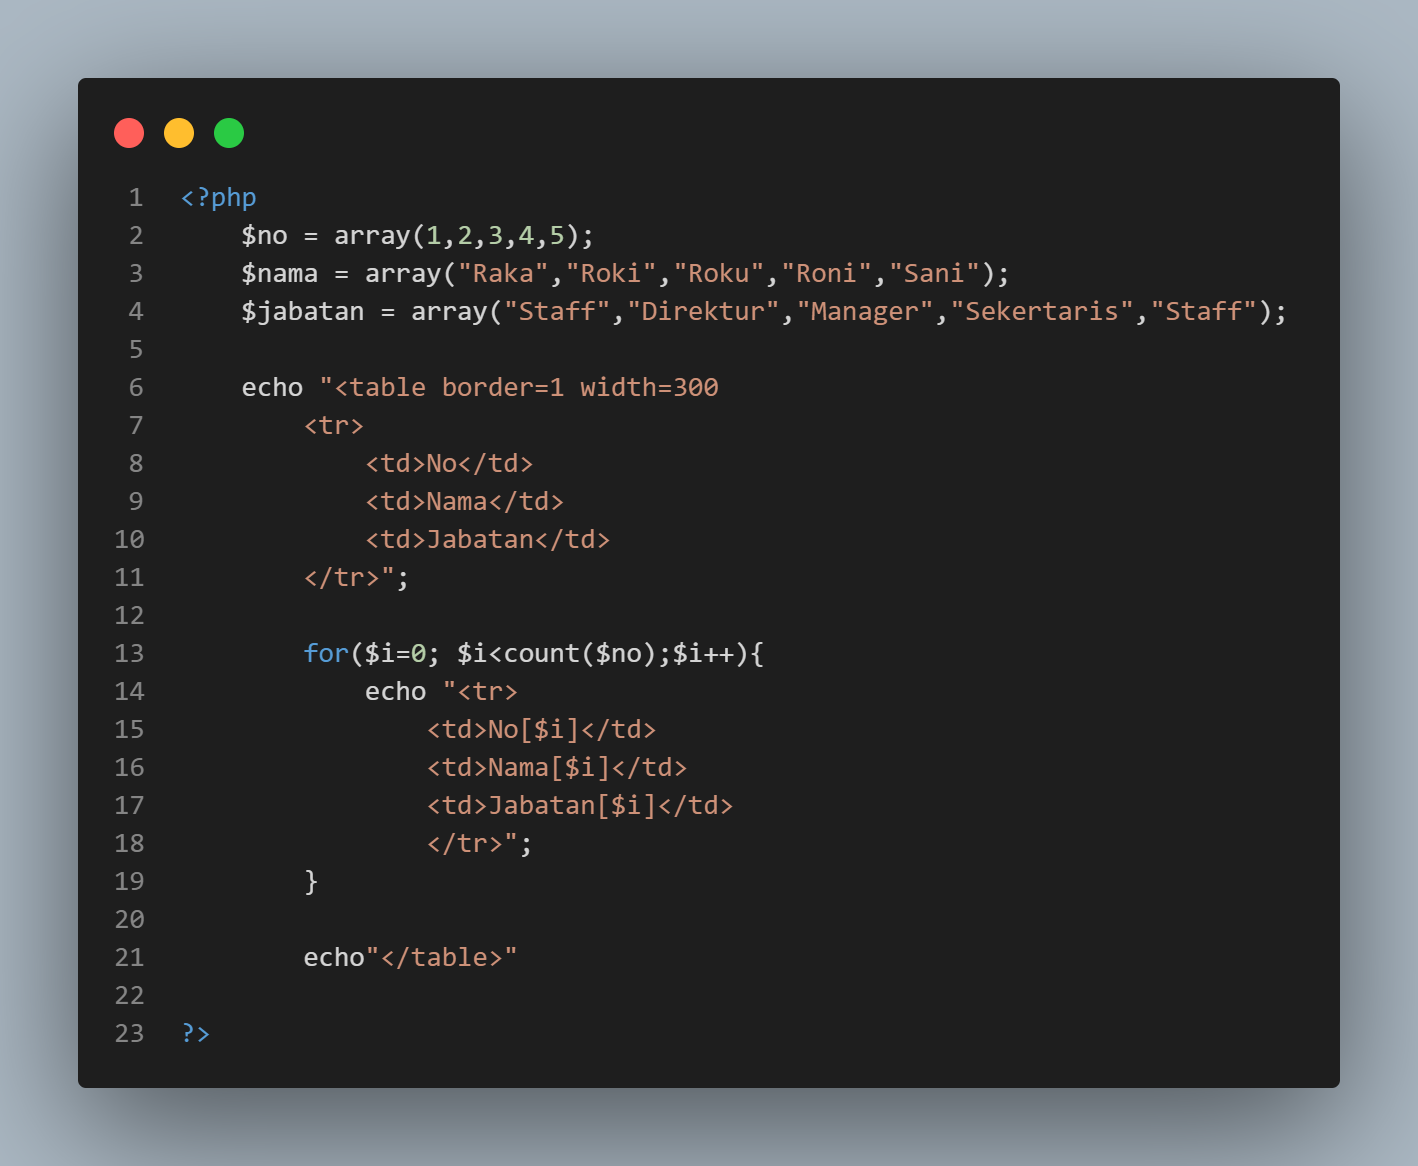 1 <?php
2     $no = array(1,2,3,4,5);
3     $nama = array("Raka","Roki","Roku","Roni","Sani");
4     $jabatan = array("Staff","Direktur","Manager","Sekertaris","Staff");
5
6     echo "<table border=1 width=300
7         <tr>
8             <td>No</td>
9             <td>Nama</td>
10             <td>Jabatan</td>
11         </tr>";
12
13         for($i=0; $i<count($no);$i++){
14             echo "<tr>
15                 <td>No[$i]</td>
16                 <td>Nama[$i]</td>
17                 <td>Jabatan[$i]</td>
18                 </tr>";
19         }
20
21         echo"</table>"
22
23 ?>